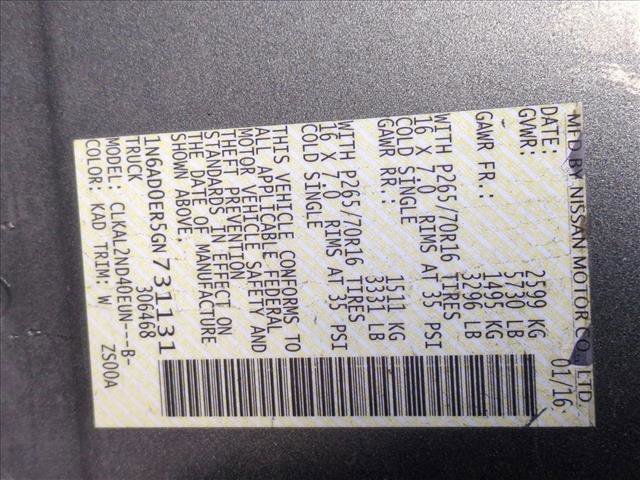 MFD BY NISSAN MOTOR CO., LTD.
DATE: 01/16
GVWR: 2599 KG
5730 LB
GAWR FR.: 1491 KG
3296 LB
WITH P265/70R16 TIRES
16 X 7.0 RIMS AT 35 PSI
COLD SINGLE
GAWR RR.: 1511 KG
3331 LB
WITH P265/70R16 TIRES
16 X 7.0 RIMS AT 35 PSI
COLD SINGLE
THIS VEHICLE CONFORMS TO
ALL APPLICABLE FEDERAL
MOTOR VEHICLE SAFETY AND
THEFT PREVENTION
STANDARDS IN EFFECT ON
THE DATE OF MANUFACTURE
SHOWN ABOVE.
1N6AD0ER5GN731131
TRUCK 306468
MODEL: CLKAL2ND40EUN---B-
COLOR: KAD TRIM: W ZS00A